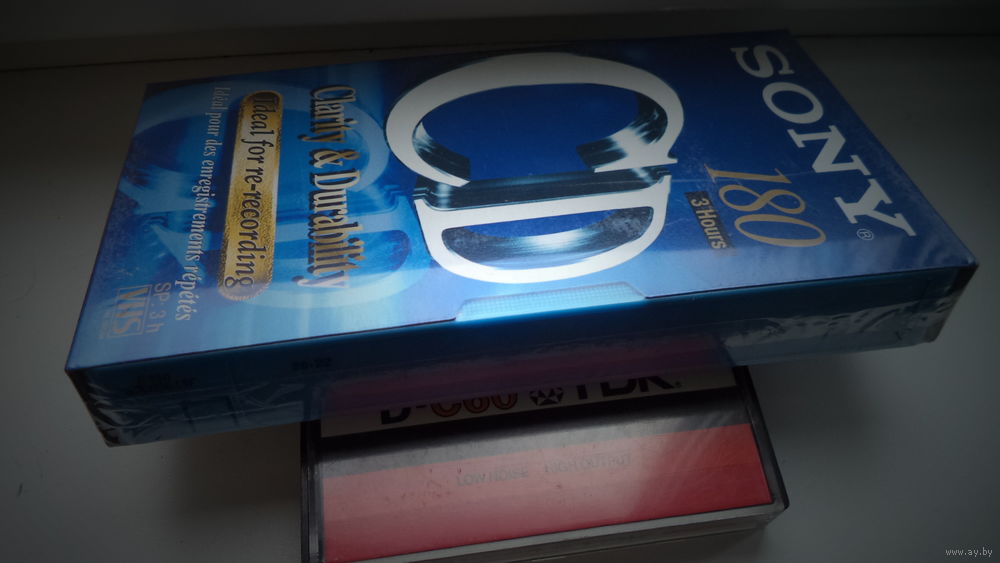 SONY®
180
3 Hours
CD
Clarity & Durability
Ideal for re-recording
Idéal pour des enregistrements répétés
SP: 3 h
VHS
D-C60 TDK.
LOW NOISE HIGH OUTPUT
www.ay.by